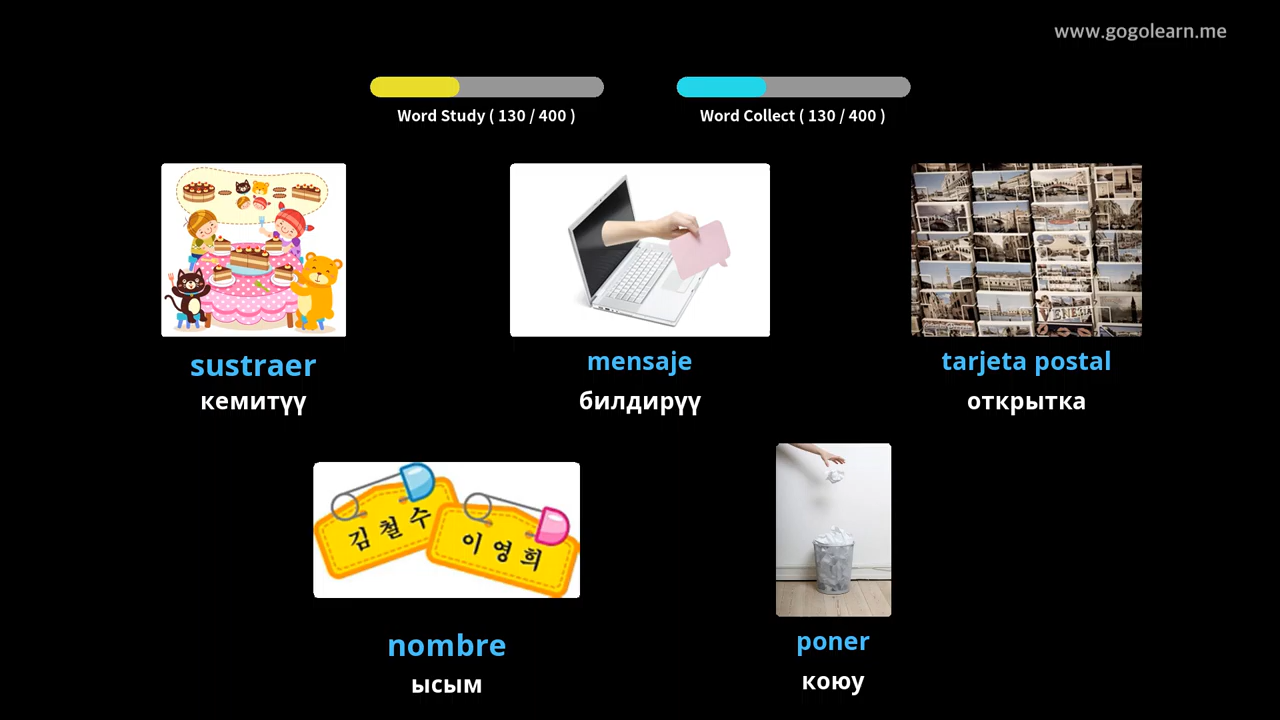 www.gogolearn.me
Word Study ( 130 / 400 )
Word Collect ( 130 / 400 )
VENEZIA
sustraer
кемитүү
mensaje
билдирүү
tarjeta postal
открытка
김철수
이영희
nombre
ысым
poner
коюу